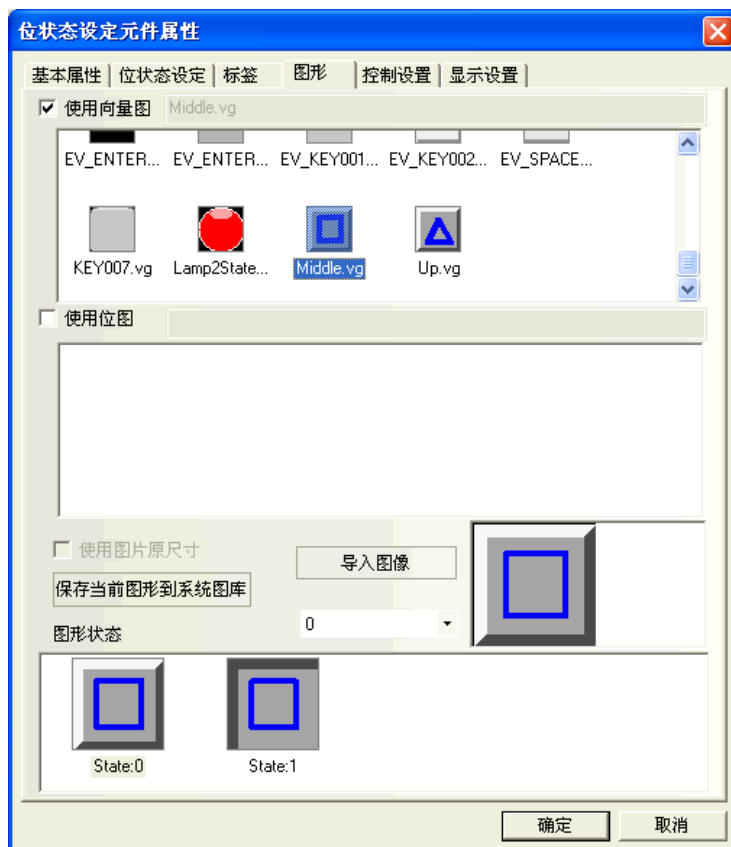 位状态设定元件属性
基本属性 位状态设定 标签 图形 控制设置 显示设置
使用向量图 Middle.vg
EV_ENTER... EV_ENTER... EV_KEY001... EV_KEY002... EV_SPACE...
KEY007.vg Lamp2State... Middle.vg Up.vg
使用位图
使用图片原尺寸
导入图像
保存当前图形到系统图库
图形状态
0
State:0 State:1
确定 取消